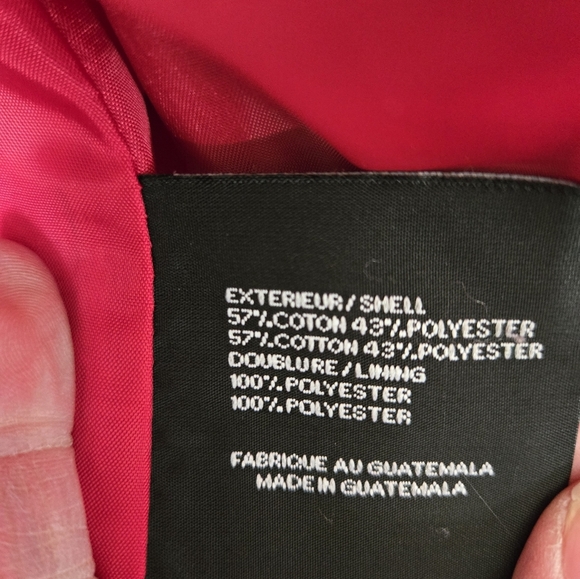 EXTERIEUR/SHELL
57%.COTON 43%.POLYESTER
57%.COTTON 43%.POLYESTER
DOUBLURE/LINING
100%.POLYESTER
100%.POLYESTER
FABRIQUE AU GUATEMALA
MADE IN GUATEMALA